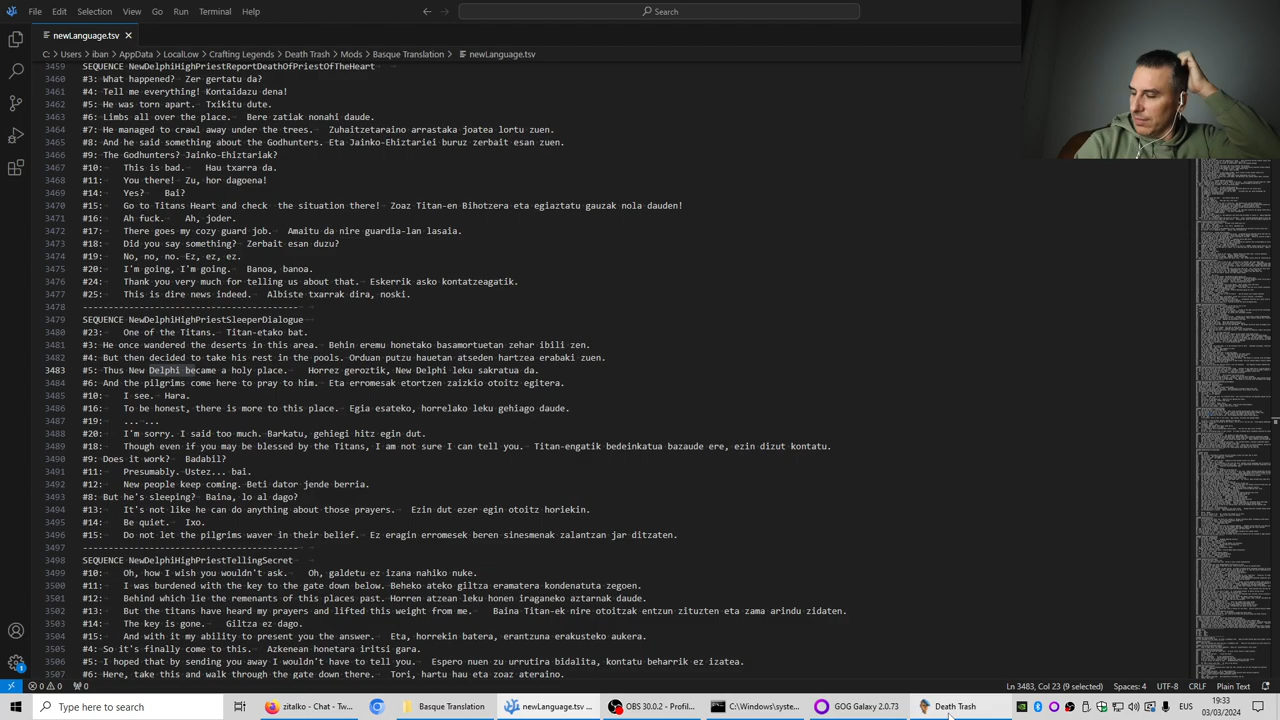 File Edit Selection View Go Run Terminal Help
Search
newLanguage.tsv
C: > Users > iban > AppData > LocalLow > Crafting Legends > Death Trash > Mods > Basque Translation > newLanguage.tsv
3459 SEQUENCE NewDelphiHighPriestReportDeathOfPriestOfTheHeart
3460 #3: What happened? Zer gertatu da?
3461 #4: Tell me everything! Kontaidazu dena!
3462 #5: He was torn apart. Txikitu dute.
3463 #6: Limbs all over the place. Bere zatiak nonahi daude.
3464 #7: He managed to crawl away under the trees. Zuhaitzetaraino arrastaka joatea lortu zuen.
3465 #8: And he said something about the Godhunters. Eta Jainko-Ehiztariei buruz zerbait esan zuen.
3466 #9: The Godhunters? Jainko-Ehiztariak?
3467 #10: This is bad. Hau txarra da.
3468 #11: You there! Zu, hor dagoena!
3469 #14: Yes? Bai?
3470 #15: Go to Titans Heart and check the situation there! Zoaz Titan-en Bihotzera eta egiaztatu gauzak nola dauden!
3471 #16: Ah fuck. Ah, joder.
3472 #17: There goes my cozy guard job. Amaitu da nire guardia-lan lasaia.
3473 #18: Did you say something? Zerbait esan duzu?
3474 #19: No, no, no. Ez, ez, ez.
3475 #20: I'm going, I'm going. Banoa, banoa.
3476 #24: Thank you very much for telling us about that. Eskerrik asko kontatzeagatik.
3477 #25: This is dire news indeed. Albiste txarrak dira, noski.
3478 ----------------------------------------
3479 SEQUENCE NewDelphiHighPriestSleeperDialogue
3480 #23: One of the Titans. Titan-etako bat.
3481 #3: He once wandered the deserts in this area. Behin eremu honetako basamortuetan zehar ibili zen.
3482 #4: But then decided to take his rest in the pools. Orduan putzu hauetan atseden hartzea erabaki zuen.
3483 #5: Thus New Delphi became a holy place. Horrez geroztik, New Delphi leku sakratua da.
3484 #6: And the pilgrims come here to pray to him. Eta erromesak etortzen zaizkio otoitz egitera.
3485 #10: I see. Hara.
3486 #16: To be honest, there is more to this place. Egia esateko, horrelako leku gehiago daude.
3487 #19: ... ...
3488 #20: I'm sorry. I said too much. Barkatu, gehiegi hitz egin dut.
3489 #18: Though even if you may be blessed by the Titans, I am not sure I can tell you. Titanengatik bedeinkatua bazaude ere, ezin dizut kontatu
3490 #9: Does it work? Badabil?
3491 #11: Presumably. Ustez... bai.
3492 #12: New people keep coming. Beti dator jende berria.
3493 #8: But he's sleeping? Baina, lo al dago?
3494 #13: It's not like he can do anything about those prayers. Ezin dut ezer egin otoitz horiekin.
3495 #14: Be quiet. Ixo.
3496 #15: Do not let the pilgrims waver in their belief. Ez eragin erromesei beren sinesmenak zalantzan jar ditzaten.
3497 ----------------------------------------
3498 SEQUENCE NewDelphiHighPriestTellingSecret
3499 #10: Oh, how I wish you wouldn't ask. Oh, galdetu ez izana nahiko nuke.
3500 #11: I was burdened with the key to the gate down below. Beheko ateko giltza eramatera kordenatuta zegoen.
3501 #12: Behind which lie the remenants of this places past. Horren atzean leku honen iraganeko aztarnak daude.
3502 #13: But the titans have heard my prayers and lifted this weight from me. Baina Titan-ek nire otoitzak entzun zituzten eta zama arindu zidaten.
3503 #14: The key is gone. Giltza ez dago.
3504 #15: And with it my ability to present you the answer. Eta, horrekin batera, erantzuna erakusteko aukera.
3505 #4: So it's finally come to this. Azkenean honetara iritsi da.
3506 #5: I hoped that by sending you away I wouldn't have to tell you. Espero nuen zu kanpotira bidalita, kontatu beharrik ez izatea.
3507 #6: Here, take this and walk through the gate down there. Tori, hartu hau eta zoaz ateraino.
0 0 0 Ln 3483, Col 23 (9 selected) Spaces: 4 UTF-8 CRLF Plain Text
Type here to search zitalko - Chat - Tw... Basque Translation newLanguage.tsv ... OBS 30.0.2 - Profil... C:\Windows\syste... GOG Galaxy 2.0.73 Death Trash EUS 19:33 03/03/2024